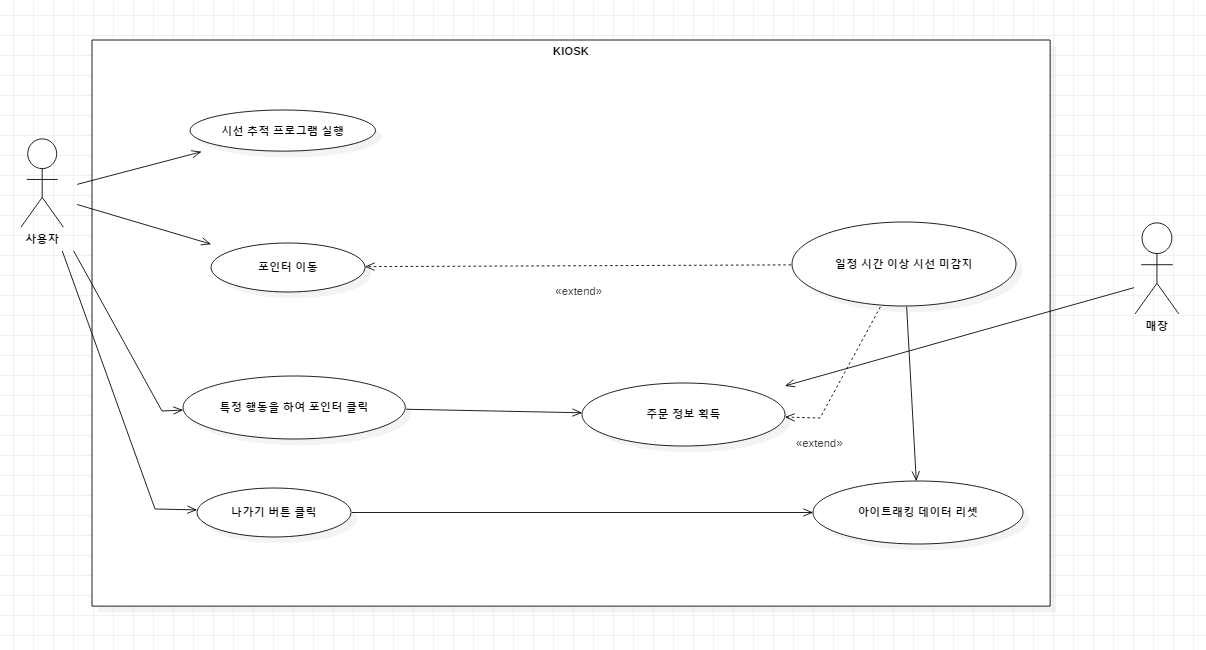 KIOSK
시선 추적 프로그램 실행
사용자
포인터 이동
일정 시간 이상 시선 미감지
«extend»
매장
특정 행동을 하여 포인터 클릭
주문 정보 획득
«extend»
나가기 버튼 클릭
아이트래킹 데이터 리셋